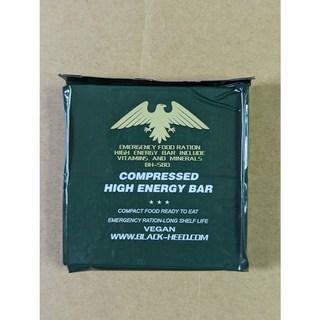 EMERGENCY FOOD RATION
HIGH ENERGY BAR INCLUDE
VITAMINS AND MINERALS
BH-580
COMPRESSED
HIGH ENERGY BAR
COMPACT FOOD READY TO EAT
EMERGENCY RATION-LONG SHELF LIFE
VEGAN
WWW.BLACK-HEED.COM